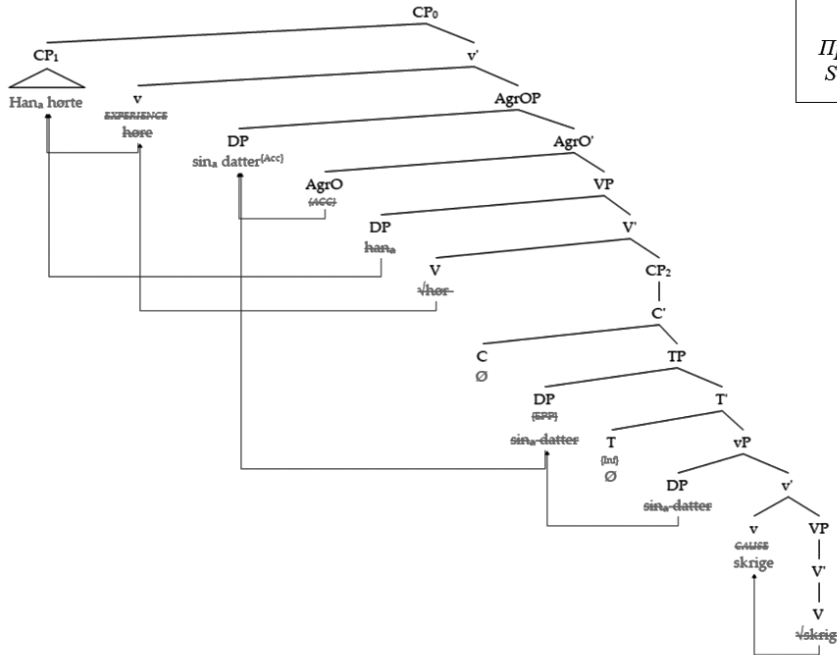 CP₀
CP₁ v'
Hanₐ hørte v AgrOP
EXPERIENCE
høre DP AgrO'
sinₐ datter{Acc} AgrO VP
{ACC} DP V'
hanₐ V CP₂
√hør- C'
C TP
Ø DP T'
{EPP} T vP
sinₐ datter {Inf}
Ø DP v'
sinₐ datter v VP
CAUSE
skrige V'
V
√skrig